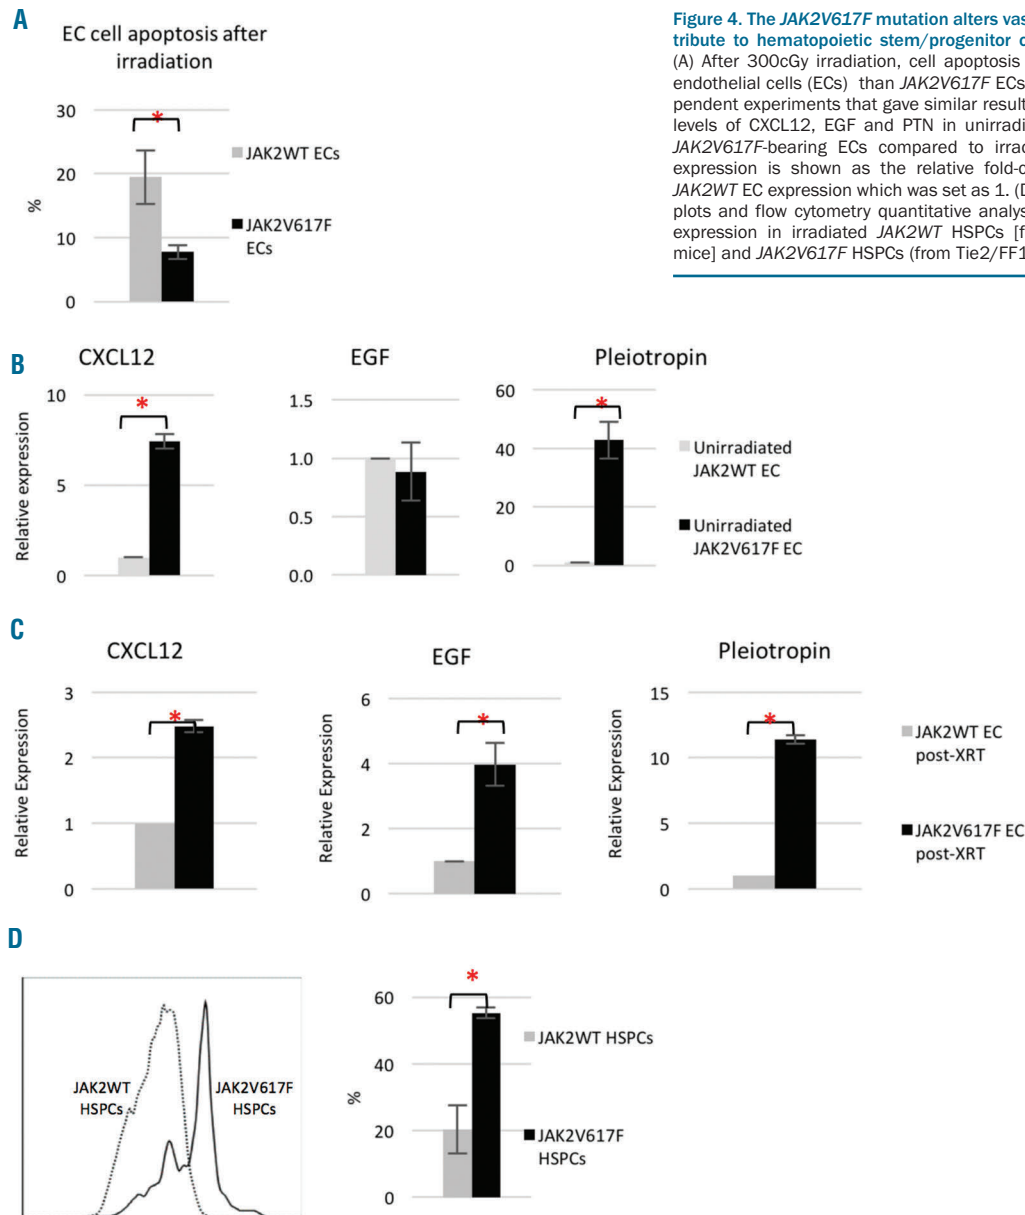 A
EC cell apoptosis after
irradiation
30
20
10
0
%
*
JAK2WT ECs
JAK2V617F
ECs
Figure 4. The JAK2V617F mutation alters vas
tribute to hematopoietic stem/progenitor c
(A) After 300cGy irradiation, cell apoptosis
endothelial cells (ECs) than JAK2V617F ECs
pendent experiments that gave similar result
levels of CXCL12, EGF and PTN in unirradi
JAK2V617F-bearing ECs compared to irrad
expression is shown as the relative fold-c
JAK2WT EC expression which was set as 1. (D
plots and flow cytometry quantitative analys
expression in irradiated JAK2WT HSPCs [f
mice] and JAK2V617F HSPCs (from Tie2/FF1
B
CXCL12
10
5
0
Relative expression
*
EGF
1.5
1.0
0.5
0.0
Pleiotropin
60
40
20
0
*
Unirradiated
JAK2WT EC
Unirradiated
JAK2V617F EC
C
CXCL12
3
2
1
0
Relative Expression
*
EGF
6
4
2
0
Relative Expression
*
Pleiotropin
15
10
5
0
Relative Expression
*
JAK2WT EC
post-XRT
JAK2V617F EC
post-XRT
D
JAK2WT
HSPCs
JAK2V617F
HSPCs
60
40
20
0
%
*
JAK2WT HSPCs
JAK2V617F
HSPCs